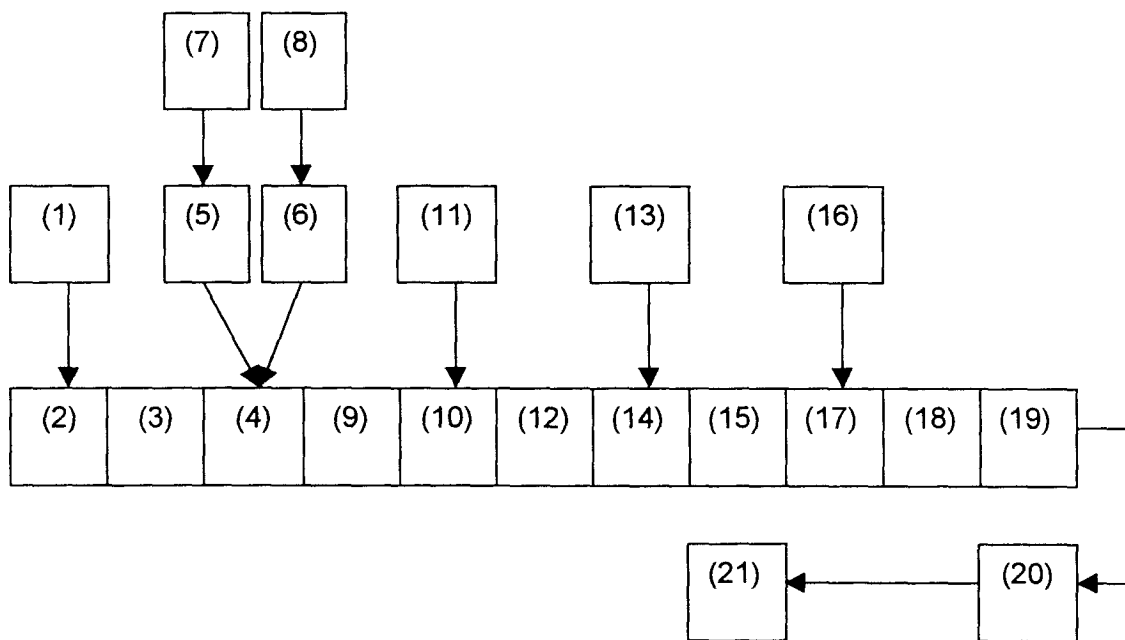 (7) (8)
(1) (5) (6) (11) (13) (16)
(2) (3) (4) (9) (10) (12) (14) (15) (17) (18) (19)
(21) (20)